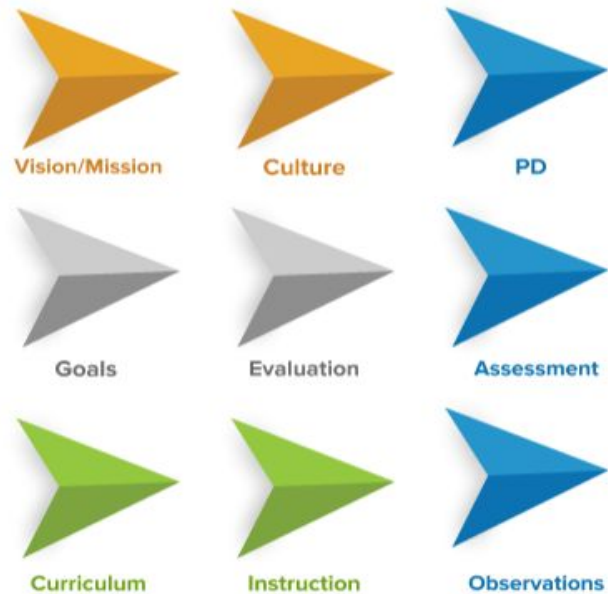 Vision/Mission
Culture
PD
Goals
Evaluation
Assessment
Curriculum
Instruction
Observations